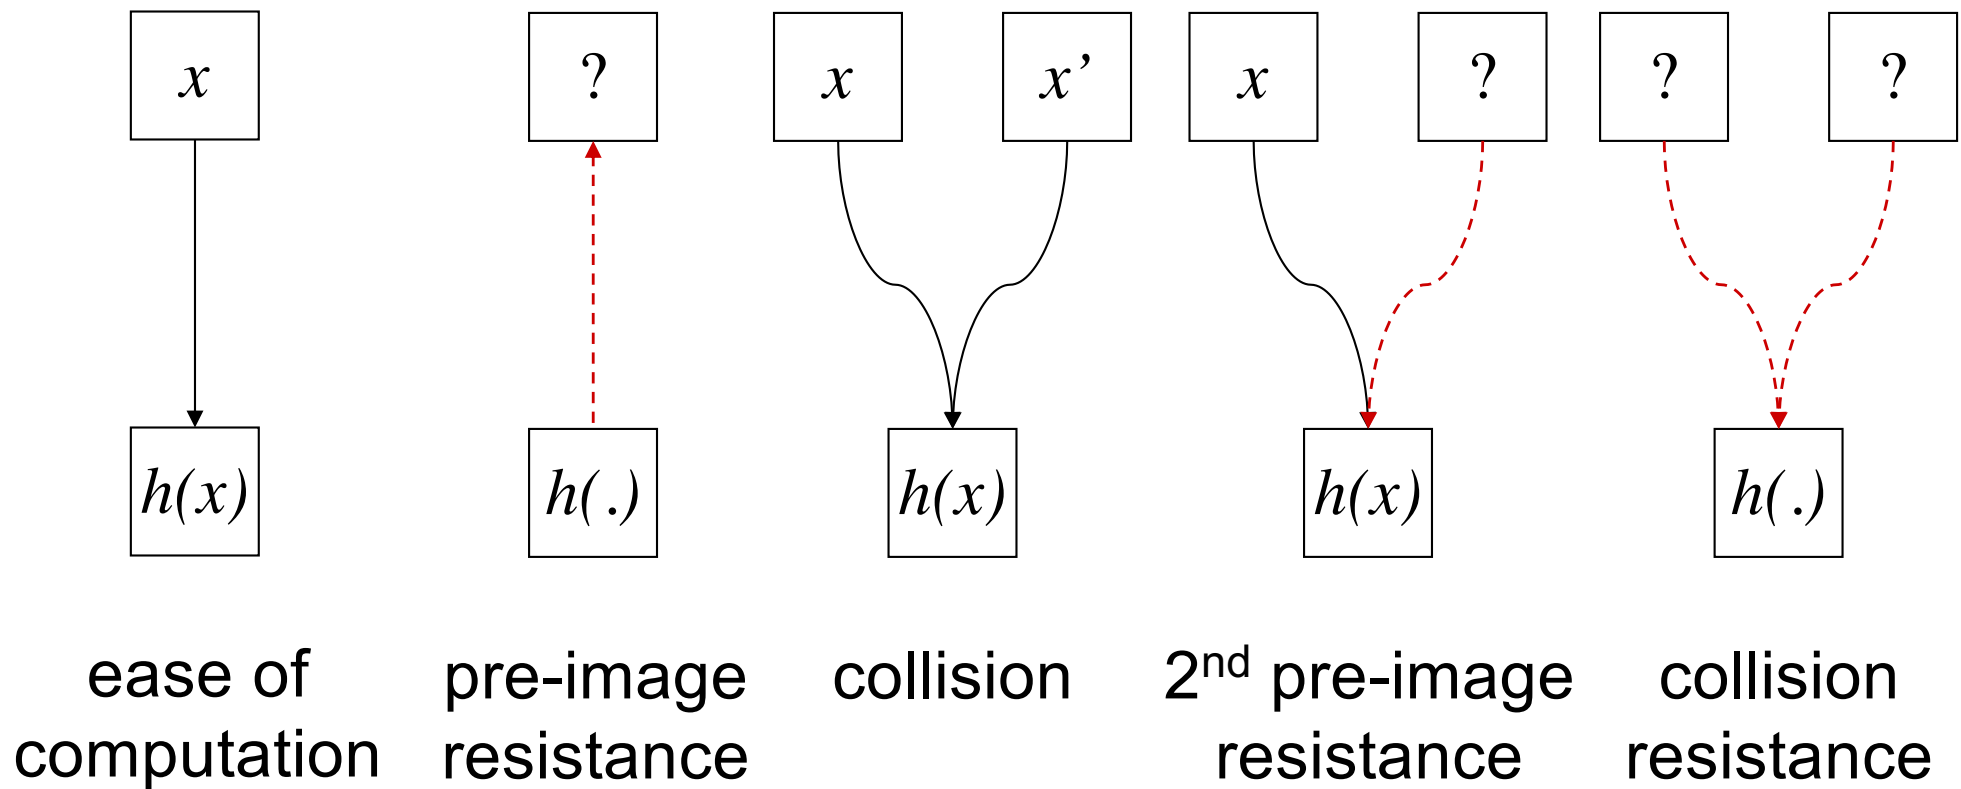 x ? x x’ x ? ? ?
h(x) h(.) h(x) h(x) h(.)
ease of computation
pre-image resistance
collision
2nd pre-image resistance
collision resistance